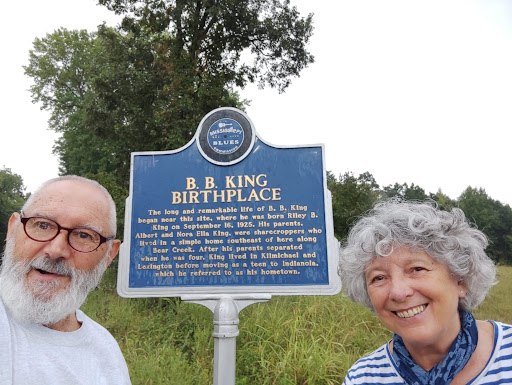 MISSISSIPPI
BLUES
B. B. KING
BIRTHPLACE
The long and remarkable life of B. B. King
began near this site, where he was born Riley B.
King on September 16, 1925. His parents,
Albert and Nora Ella King, were sharecroppers who
lived in a simple home southeast of here along
Bear Creek. After his parents separated
when he was four, King lived in Kilmichael and
Lexington before moving as a teen to Indianola,
which he referred to as his hometown.